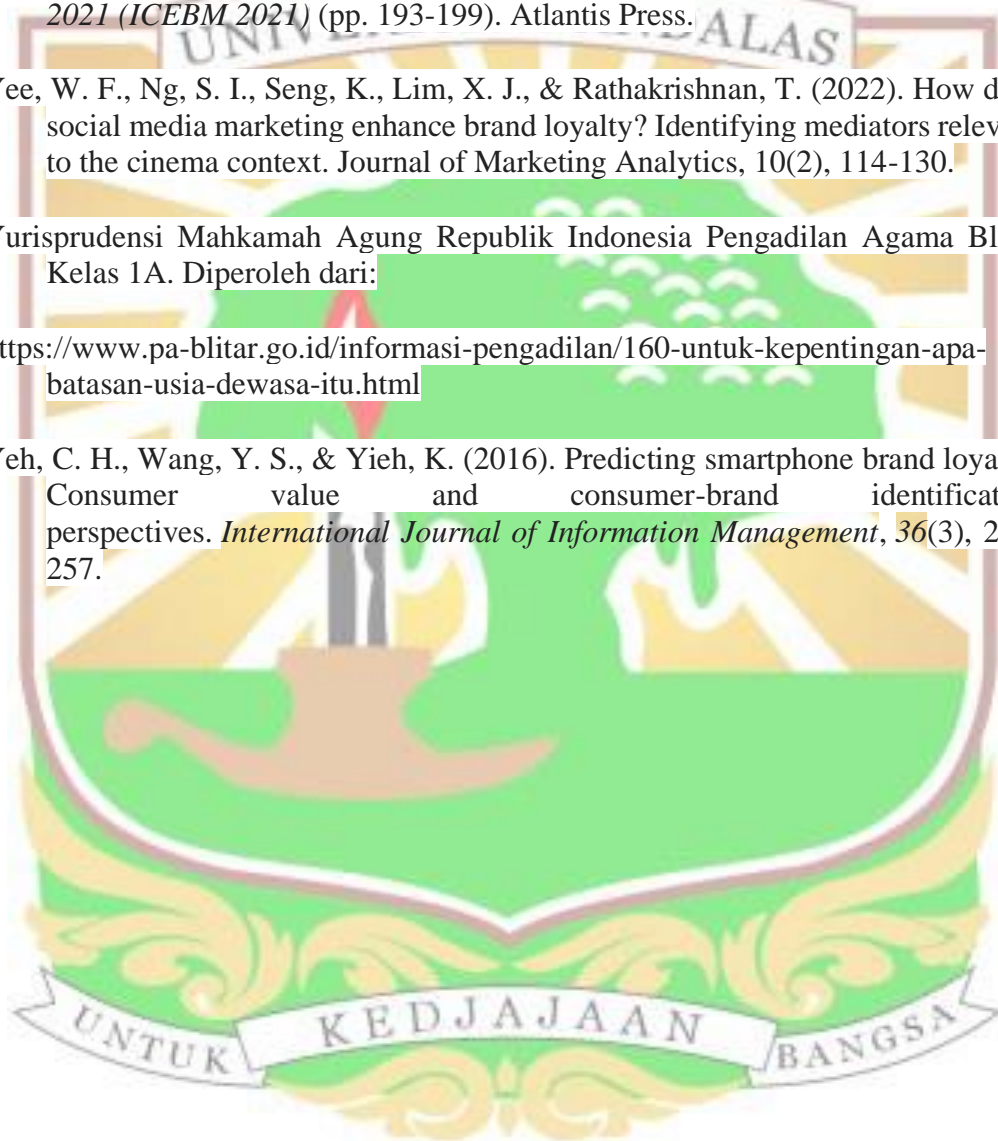 2021 (ICEBM 2021) (pp. 193-199). Atlantis Press.
Yee, W. F., Ng, S. I., Seng, K., Lim, X. J., & Rathakrishnan, T. (2022). How d
social media marketing enhance brand loyalty? Identifying mediators relev
to the cinema context. Journal of Marketing Analytics, 10(2), 114-130.
Yurisprudensi Mahkamah Agung Republik Indonesia Pengadilan Agama Bl
Kelas 1A. Diperoleh dari:
ttps://www.pa-blitar.go.id/informasi-pengadilan/160-untuk-kepentingan-apa-
batasan-usia-dewasa-itu.html
Yeh, C. H., Wang, Y. S., & Yieh, K. (2016). Predicting smartphone brand loya
Consumer value and consumer-brand identificat
perspectives. International Journal of Information Management, 36(3), 2
257.
UNTUK KEDJAJAAN BANGSA